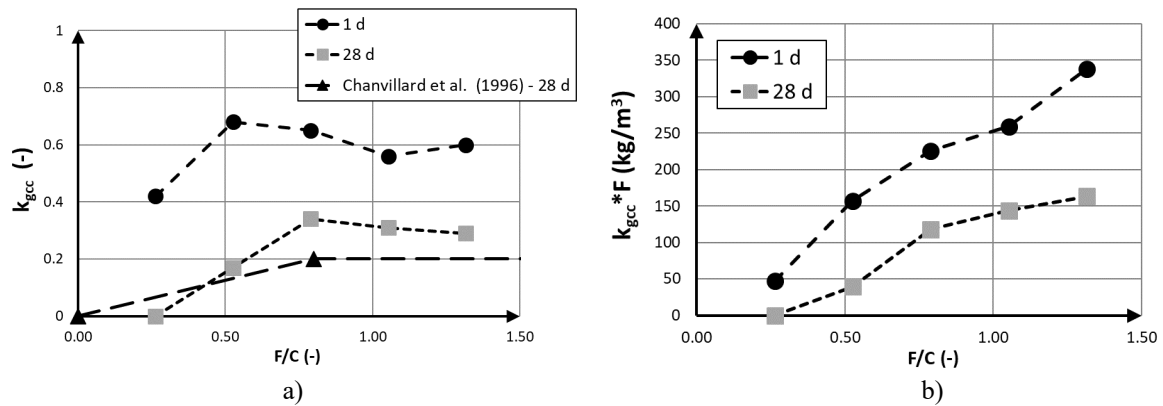 1 d
28 d
Chanvillard et al. (1996) - 28 d
1
0.8
0.6
0.4
0.2
0
k_gcc (-)
0.00
0.50
1.00
1.50
F/C (-)
a)
1 d
28 d
400
350
300
250
200
150
100
50
0
k_gcc*F (kg/m³)
0.00
0.50
1.00
1.50
F/C (-)
b)